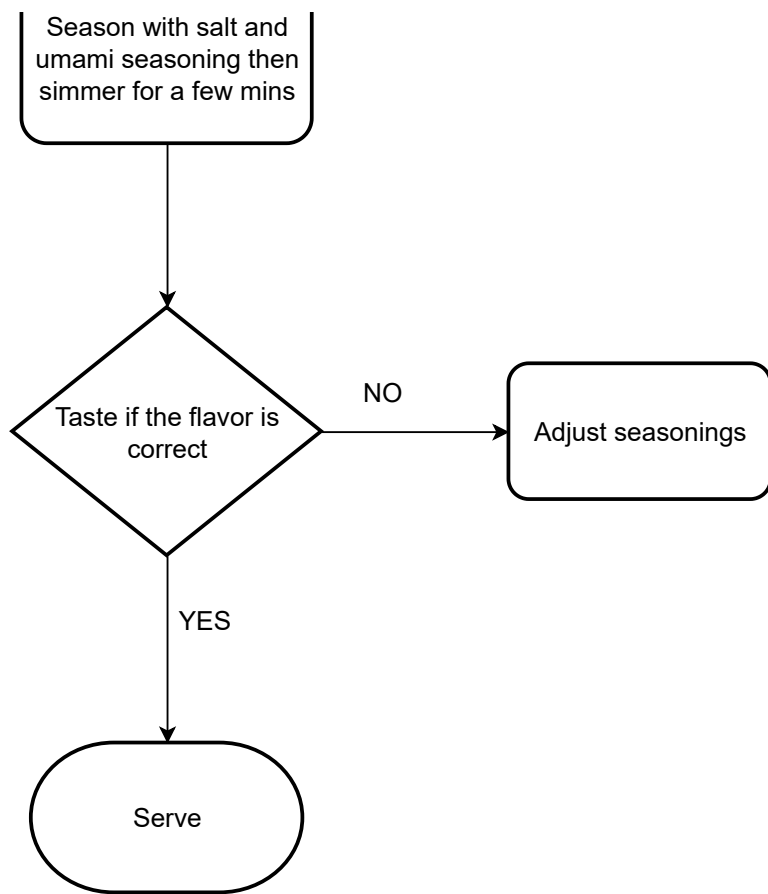 Season with salt and
umami seasoning then
simmer for a few mins
Taste if the flavor is
correct
NO
Adjust seasonings
YES
Serve